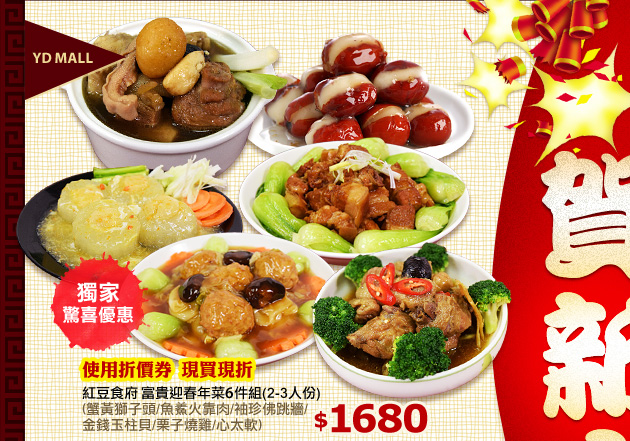 YD MALL
賀
新
獨家
驚喜優惠
使用折價券 現買現折
紅豆食府 富貴迎春年菜6件組(2-3人份)
(蟹黃獅子頭/魚鯗火靠肉/袖珍佛跳牆/
金錢玉柱貝/栗子燒雞/心太軟)
$1680